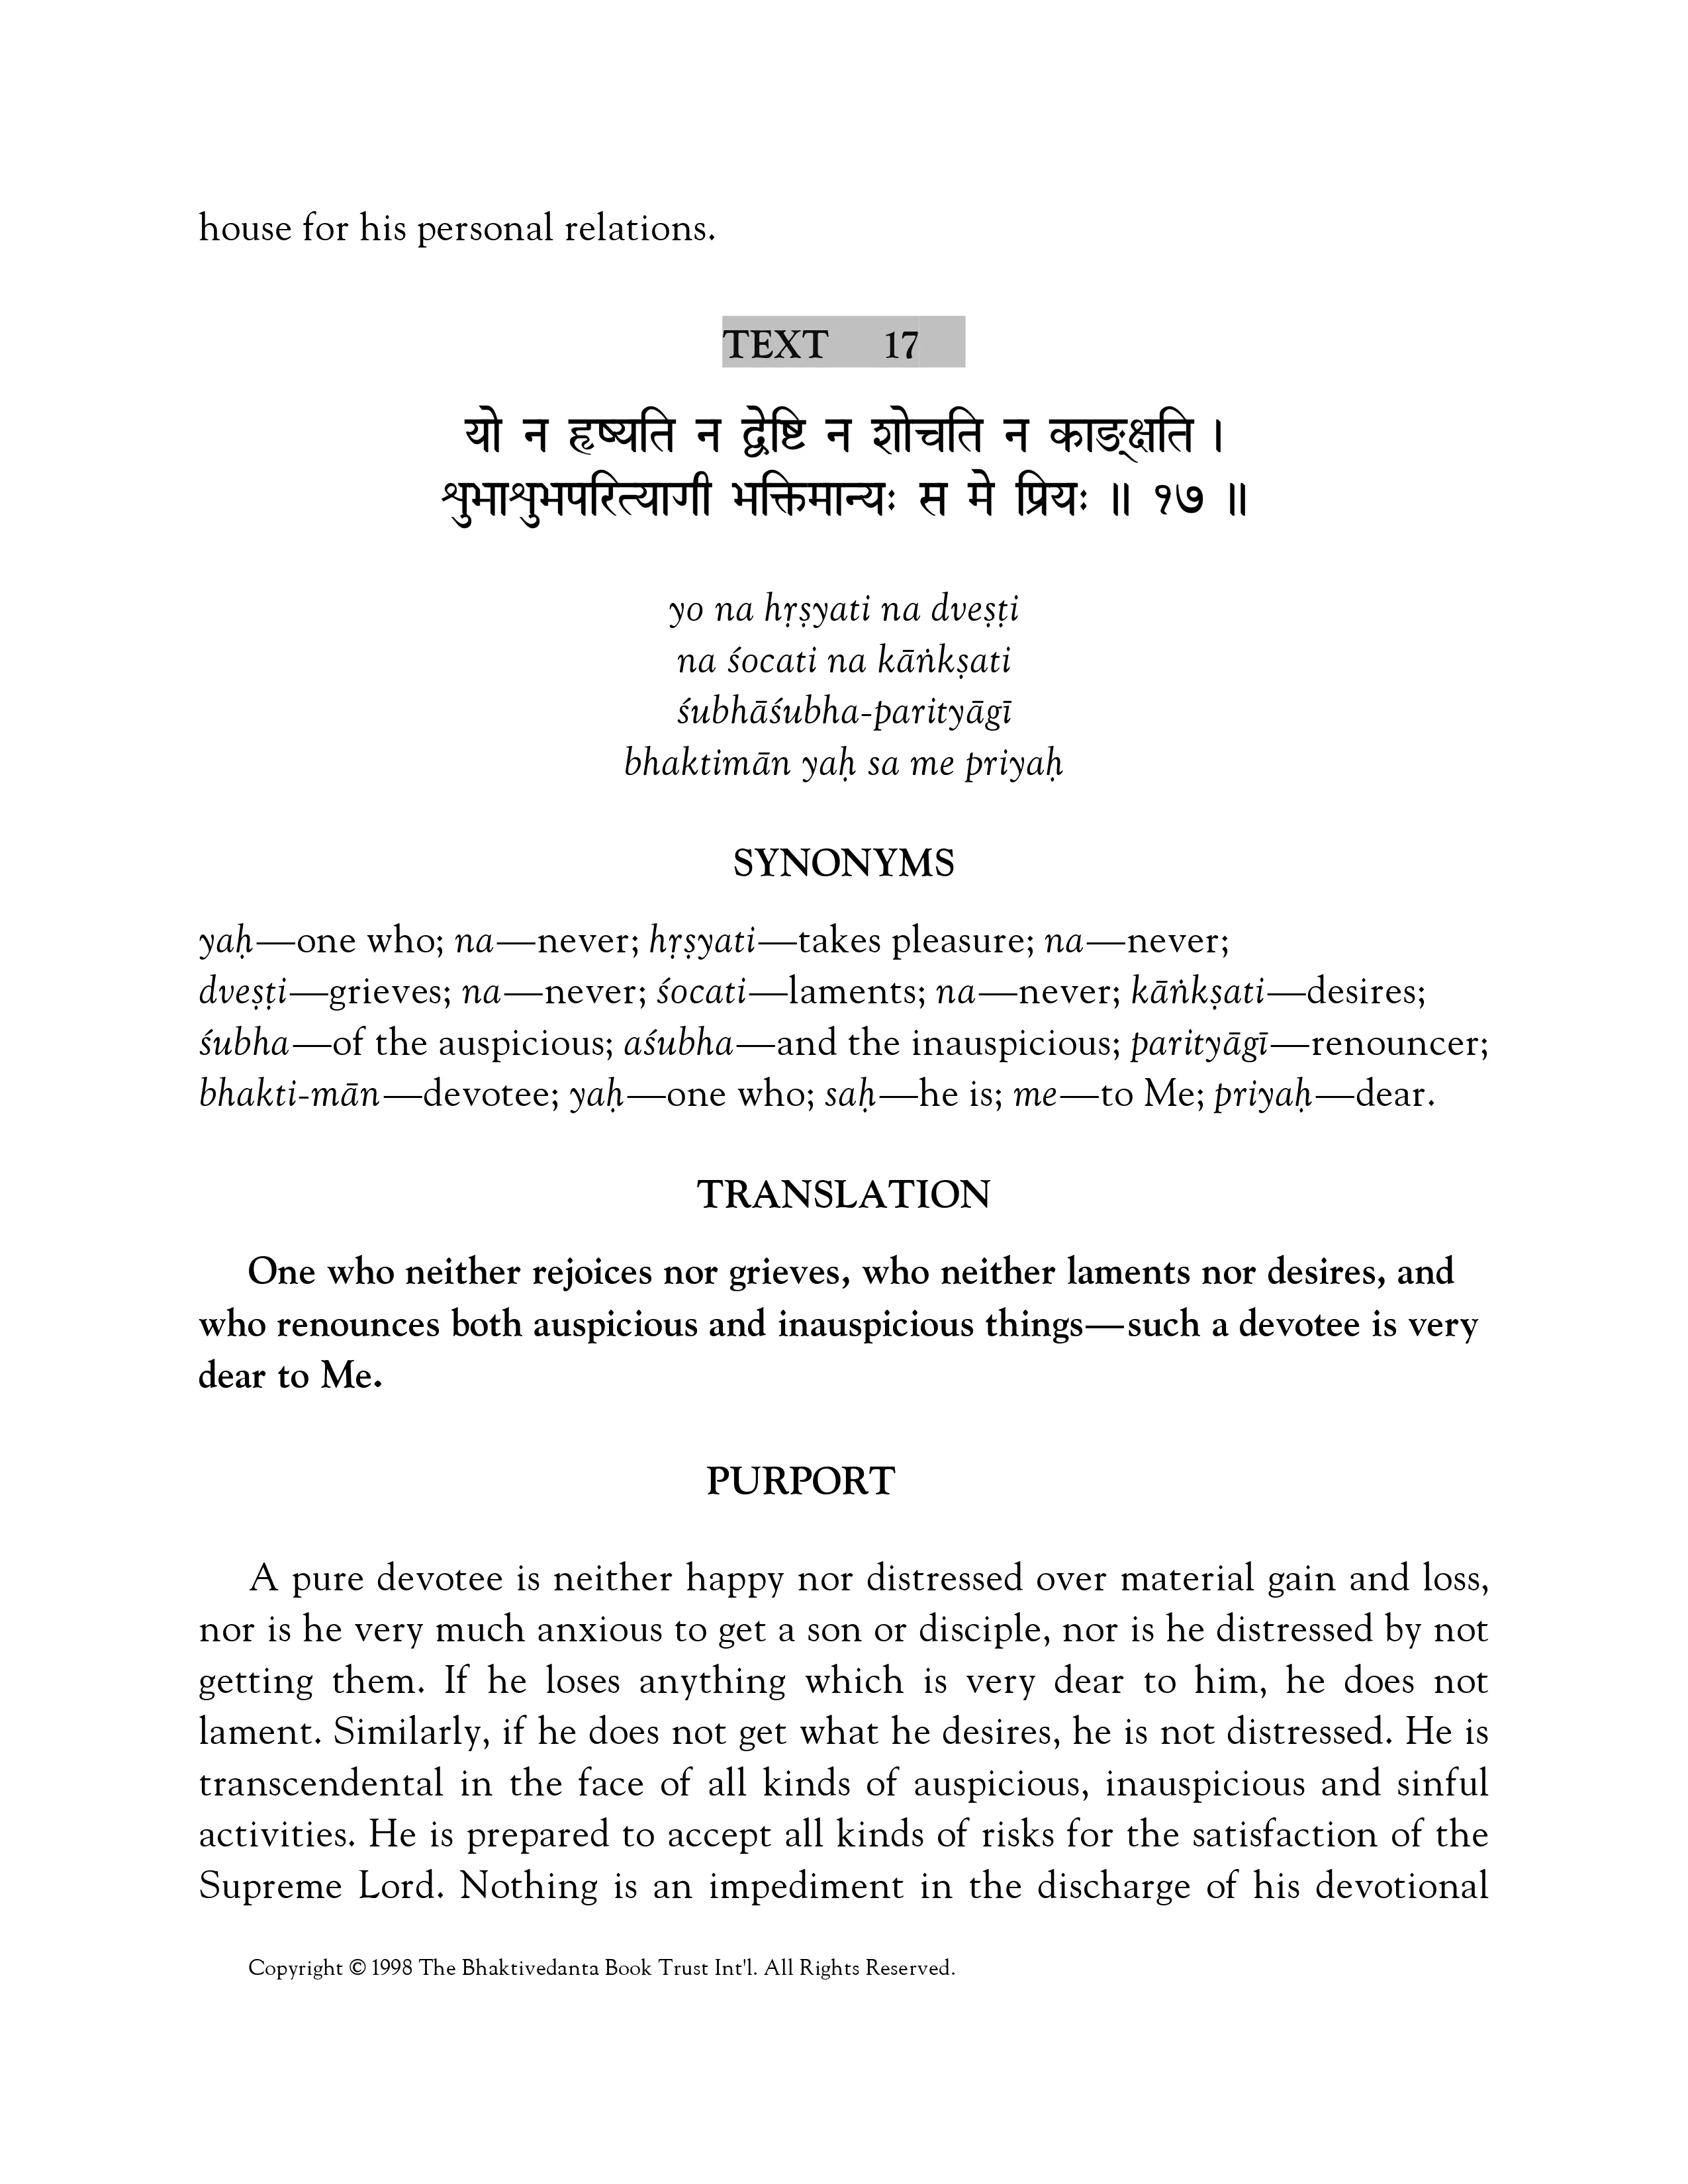 house for his personal relations.
TEXT 17
यो न हृष्यति न द्वेष्टि न शोचति न काङ्क्षति ।
शुभाशुभपरित्यागी भक्तिमान्यः स मे प्रियः ॥ १७ ॥
yo na hṛṣyati na dveṣṭi
na śocati na kāṅkṣati
śubhāśubha-parityāgī
bhaktimān yaḥ sa me priyaḥ
SYNONYMS
yaḥ—one who; na—never; hṛṣyati—takes pleasure; na—never;
dveṣṭi—grieves; na—never; śocati—laments; na—never; kāṅkṣati—desires;
śubha—of the auspicious; aśubha—and the inauspicious; parityāgī—renouncer;
bhakti-mān—devotee; yaḥ—one who; saḥ—he is; me—to Me; priyaḥ—dear.
TRANSLATION
One who neither rejoices nor grieves, who neither laments nor desires, and
who renounces both auspicious and inauspicious things—such a devotee is very
dear to Me.
PURPORT
A pure devotee is neither happy nor distressed over material gain and loss,
nor is he very much anxious to get a son or disciple, nor is he distressed by not
getting them. If he loses anything which is very dear to him, he does not
lament. Similarly, if he does not get what he desires, he is not distressed. He is
transcendental in the face of all kinds of auspicious, inauspicious and sinful
activities. He is prepared to accept all kinds of risks for the satisfaction of the
Supreme Lord. Nothing is an impediment in the discharge of his devotional
Copyright © 1998 The Bhaktivedanta Book Trust Int'l. All Rights Reserved.